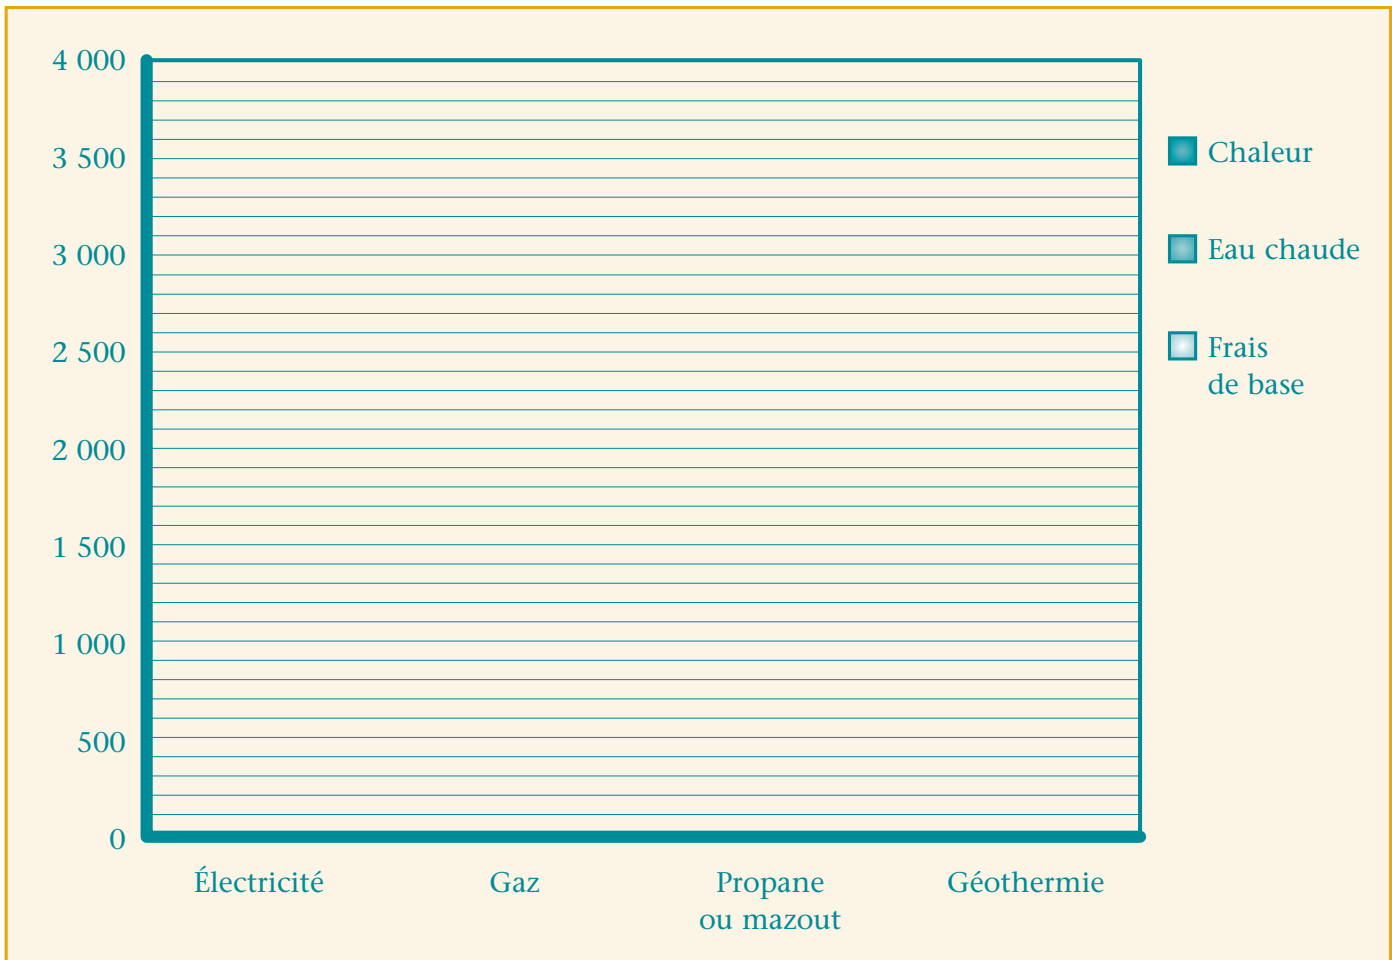 4 000
3 500
3 000
2 500
2 000
1 500
1 000
500
0
Électricité
Gaz
Propane
ou mazout
Géothermie
Chaleur
Eau chaude
Frais
de base